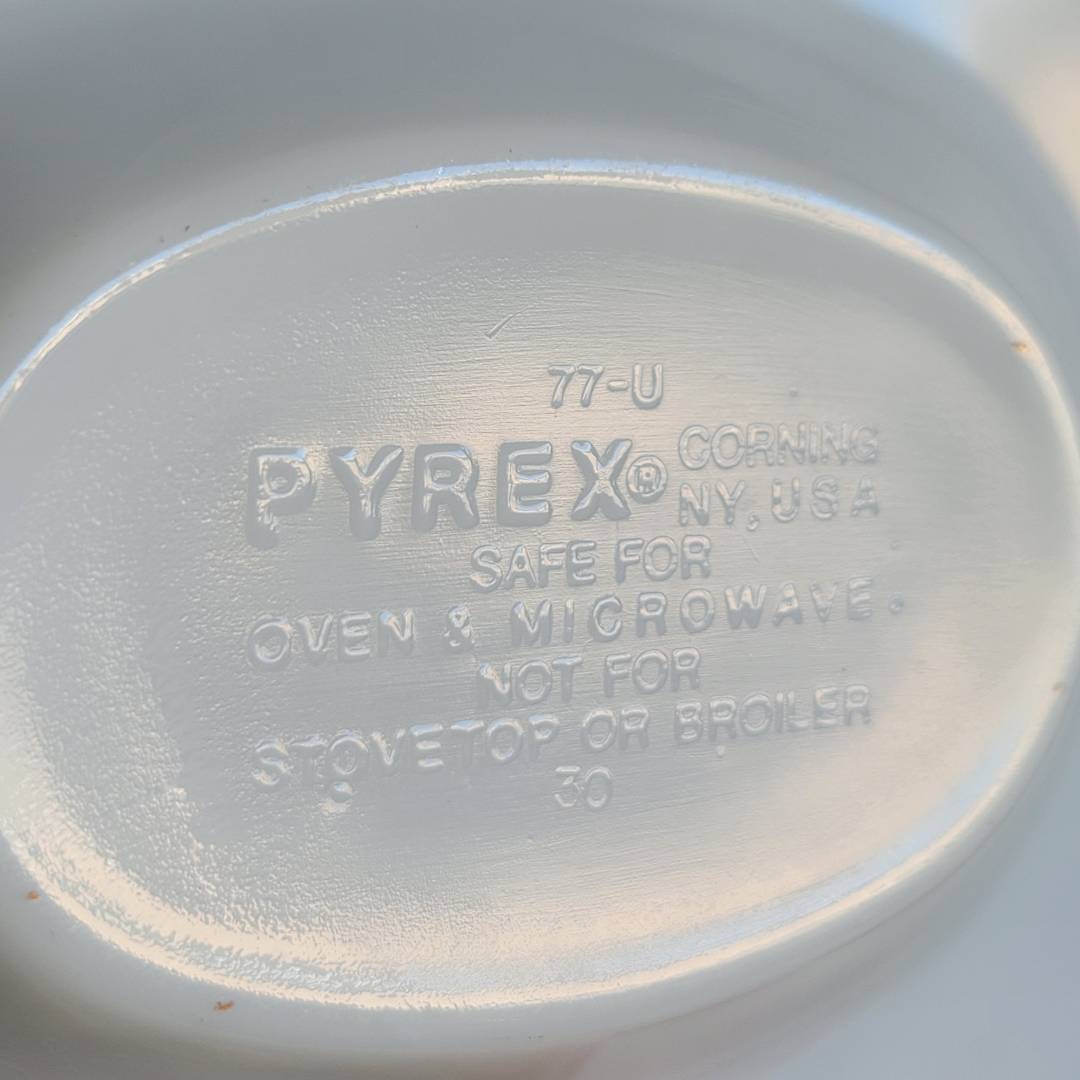 77-U
PYREX® CORNING
NY, USA
SAFE FOR
OVEN & MICROWAVE.
NOT FOR
STOVETOP OR BROILER
30